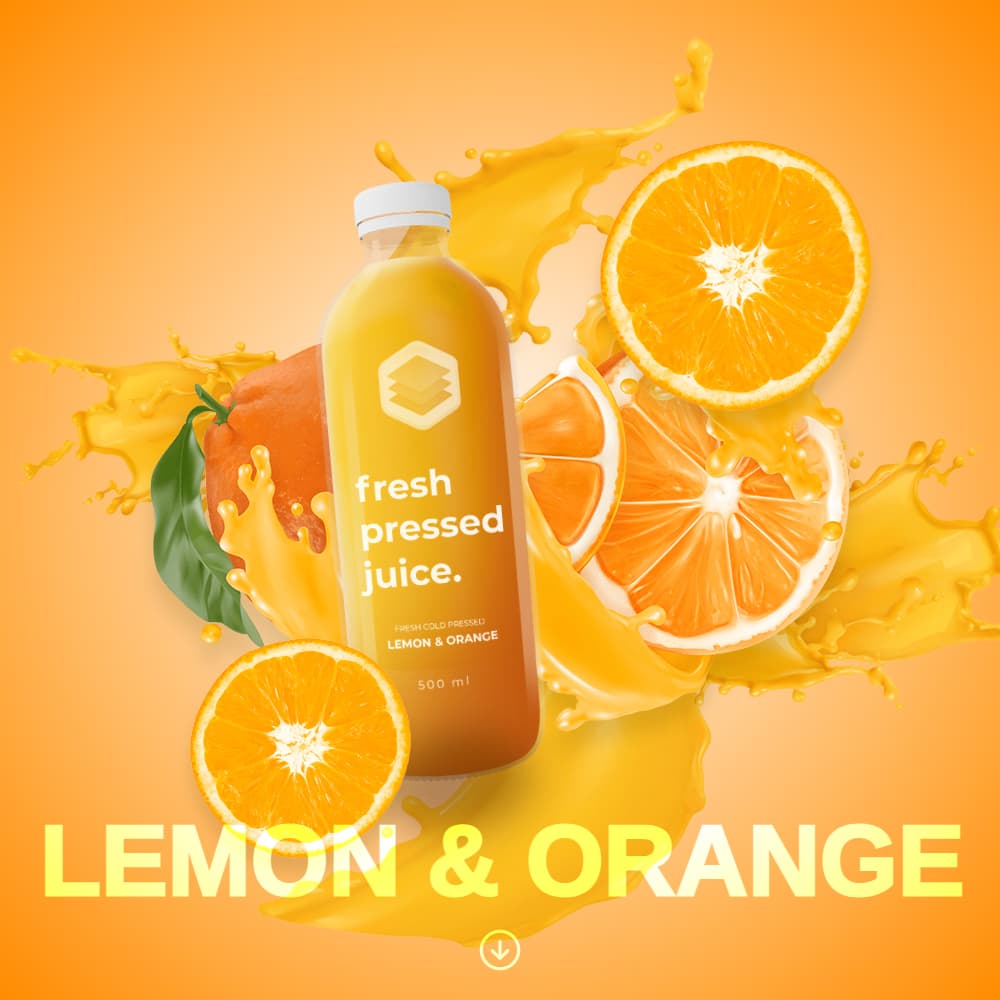 fresh
pressed
juice.
FRESH COLD PRESSED
LEMON & ORANGE
500 ml
LEMON & ORANGE